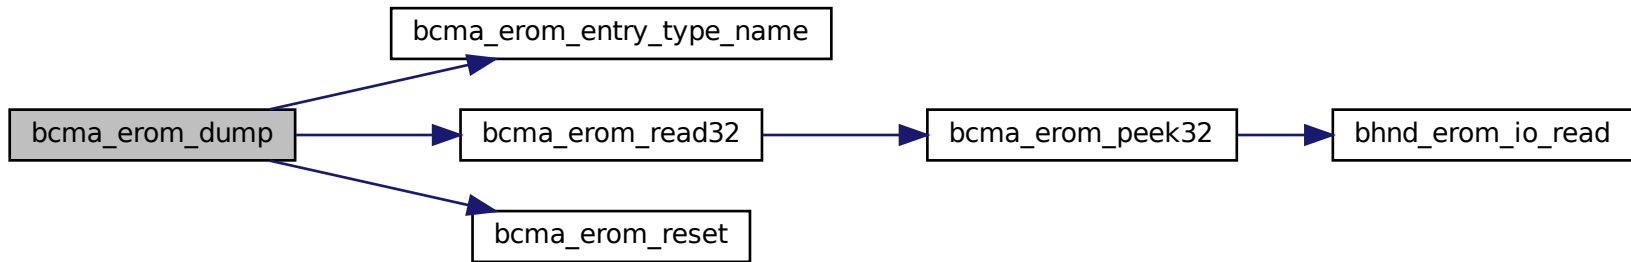 bcma_erom_entry_type_name
bcma_erom_dump
bcma_erom_read32
bcma_erom_peek32
bhnd_erom_io_read
bcma_erom_reset